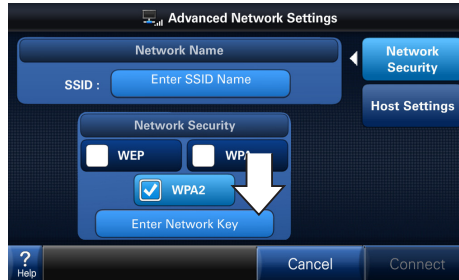 Advanced Network Settings
Network Name
SSID :
Enter SSID Name
Network
Security
Host Settings
Network Security
WEP
WPA2
Enter Network Key
?
Help
Cancel
Connect